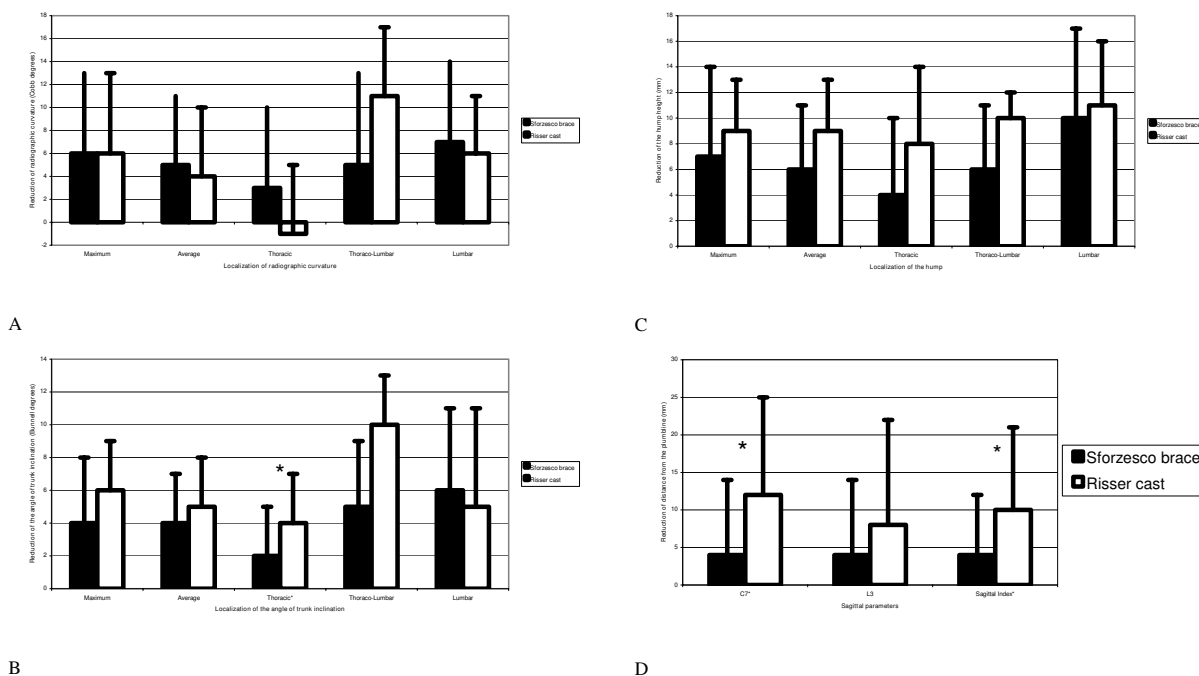 18
16
14
12
10
8
6
4
2
0
-2
Reduction of radiographic curvature (Cobb degrees)
Maximum Average Thoracic Thoraco-Lumbar Lumbar
Localization of radiographic curvature
Sforzesco brace
Risser cast
A
18
16
14
12
10
8
6
4
2
0
Reduction of the hump height (mm)
Maximum Average Thoracic Thoraco-Lumbar Lumbar
Localization of the hump
Sforzesco brace
Risser cast
C
14
12
10
8
6
4
2
0
Reduction of the angle of trunk inclination (Bunnell degrees)
*
Maximum Average Thoracic* Thoraco-Lumbar Lumbar
Localization of the angle of trunk inclination
Sforzesco brace
Risser cast
B
30
25
20
15
10
5
0
Reduction of distance from the plumbline (mm)
* *
C7* L3 Sagittal Index*
Sagittal parameters
Sforzesco brace
Risser cast
D